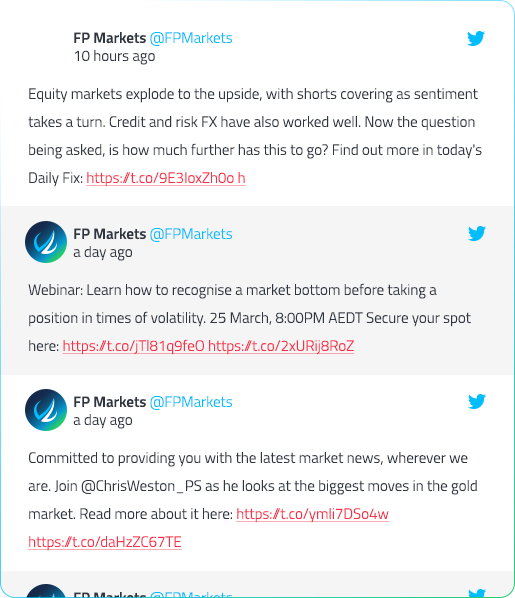 FP Markets @FPMarkets
10 hours ago
Equity markets explode to the upside, with shorts covering as sentiment
takes a turn. Credit and risk FX have also worked well. Now the question
being asked, is how much further has this to go? Find out more in today's
Daily Fix: https://t.co/9E3IoxZhOo h
FP Markets @FPMarkets
a day ago
Webinar: Learn how to recognise a market bottom before taking a
position in times of volatility. 25 March, 8:00PM AEDT Secure your spot
here: https://t.co/jTl81q9feO https://t.co/2xURij8RoZ
FP Markets @FPMarkets
a day ago
Committed to providing you with the latest market news, wherever we
are. Join @ChrisWeston_PS as he looks at the biggest moves in the gold
market. Read more about it here: https://t.co/ymli7DSo4w
https://t.co/daHzZC67TE
FP Markets @FPMarkets